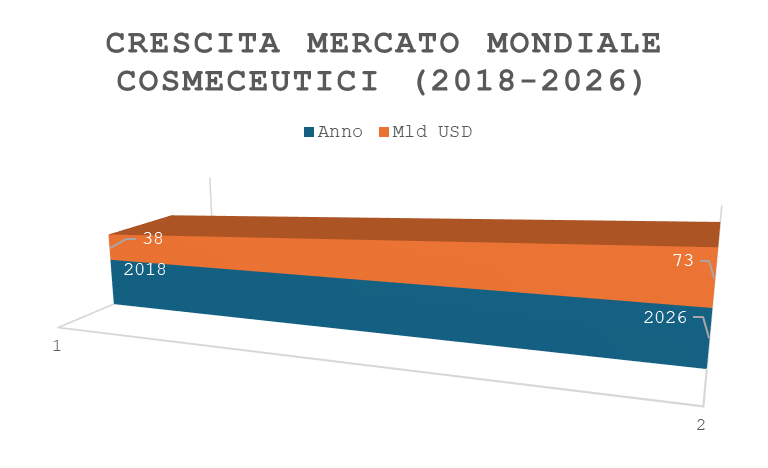 CRESCITA MERCATO MONDIALE
COSMECEUTICI (2018-2026)
Anno Mld USD
38
2018
73
2026
1
2